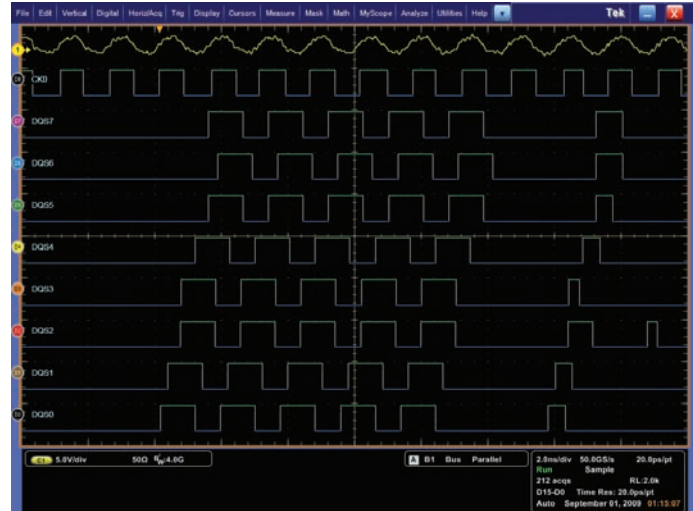 File Edit Vertical Digital Horiz/Acq Trig Display Cursors Measure Mask Math MyScope Analyze Utilities Help Tek X
1
CK0
DQS7
DQS6
DQS5
DQS4
DQS3
DQS2
DQS1
DQS0
C1 5.0V/div 50Ω BW:4.0G
A B1 Bus Parallel
2.0ns/div 50.0GS/s 20.0ps/pt
Run Sample
212 acqs RL:2.0k
D15-D0 Time Res: 20.0ps/pt
Auto September 01, 2009 01:15:07